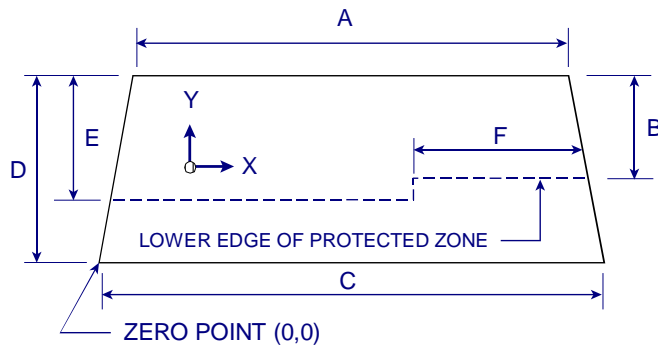 A
Y
B
E
F
D
X
LOWER EDGE OF PROTECTED ZONE
C
ZERO POINT (0,0)